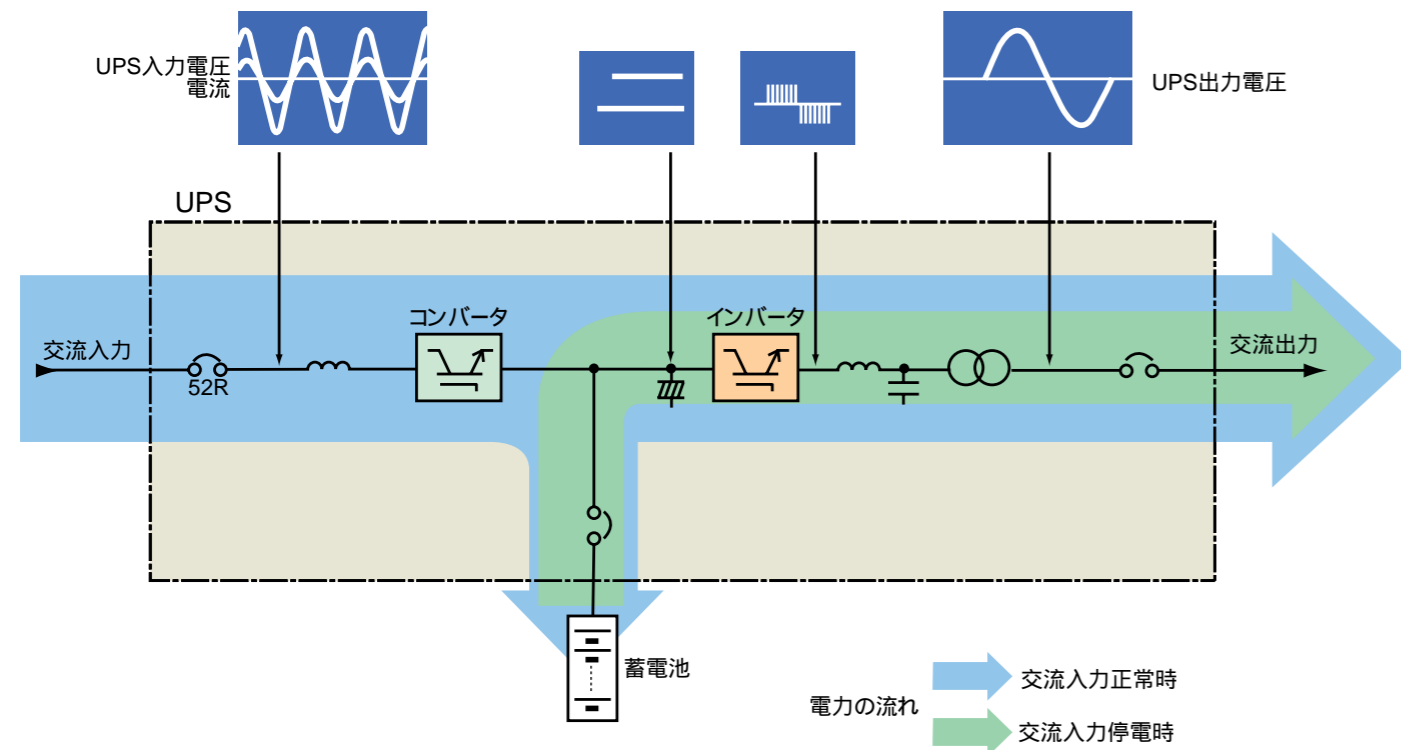 UPS入力電圧
電流
UPS出力電圧
UPS
交流入力
52R
コンバータ
インバータ
交流出力
蓄電池
電力の流れ
交流入力正常時
交流入力停電時